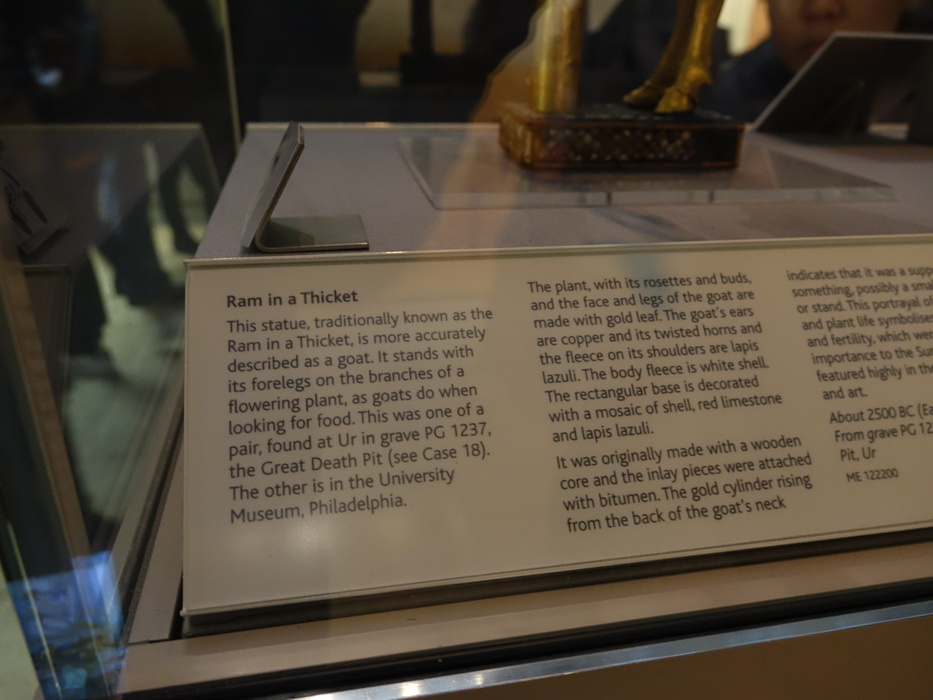 Ram in a Thicket
This statue, traditionally known as the
Ram in a Thicket, is more accurately
described as a goat. It stands with
its forelegs on the branches of a
flowering plant, as goats do when
looking for food. This was one of a
pair, found at Ur in grave PG 1237,
the Great Death Pit (see Case 18).
The other is in the University
Museum, Philadelphia.
The plant, with its rosettes and buds,
and the face and legs of the goat are
made with gold leaf. The goat's ears
are copper and its twisted horns and
the fleece on its shoulders are lapis
lazuli. The body fleece is white shell.
The rectangular base is decorated
with a mosaic of shell, red limestone
and lapis lazuli.
It was originally made with a wooden
core and the inlay pieces were attached
with bitumen. The gold cylinder rising
from the back of the goat's neck
indicates that it was a supp
something, possibly a sma
or stand. This portrayal of
and plant life symbolise
and fertility, which wer
importance to the Su
featured highly in the
and art.
About 2500 BC (Ea
From grave PG 12
Pit, Ur
ME 122200